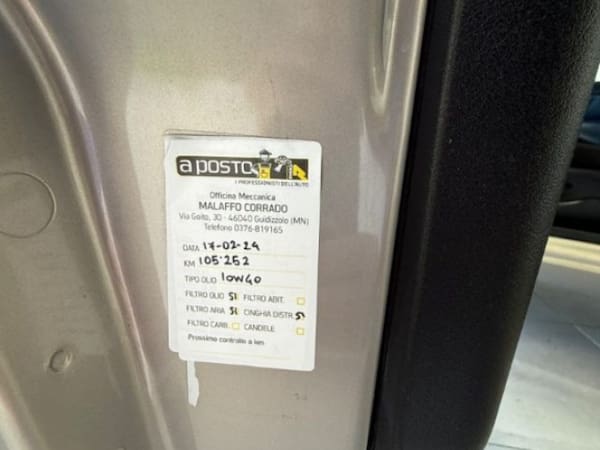 a posto
I PROFESSIONISTI DELL'AUTO
Officina Meccanica
MALAFFO CORRADO
Via Goito, 30 - 46040 Guidizzolo (MN)
Telefono 0376-819165
DATA 17-02-24
KM 105.252
TIPO OLIO 10W40
FILTRO OLIO SI FILTRO ABIT.
FILTRO ARIA SI CINGHIA DISTR. SI
FILTRO CARB. CANDELE
Prossimo controllo a km